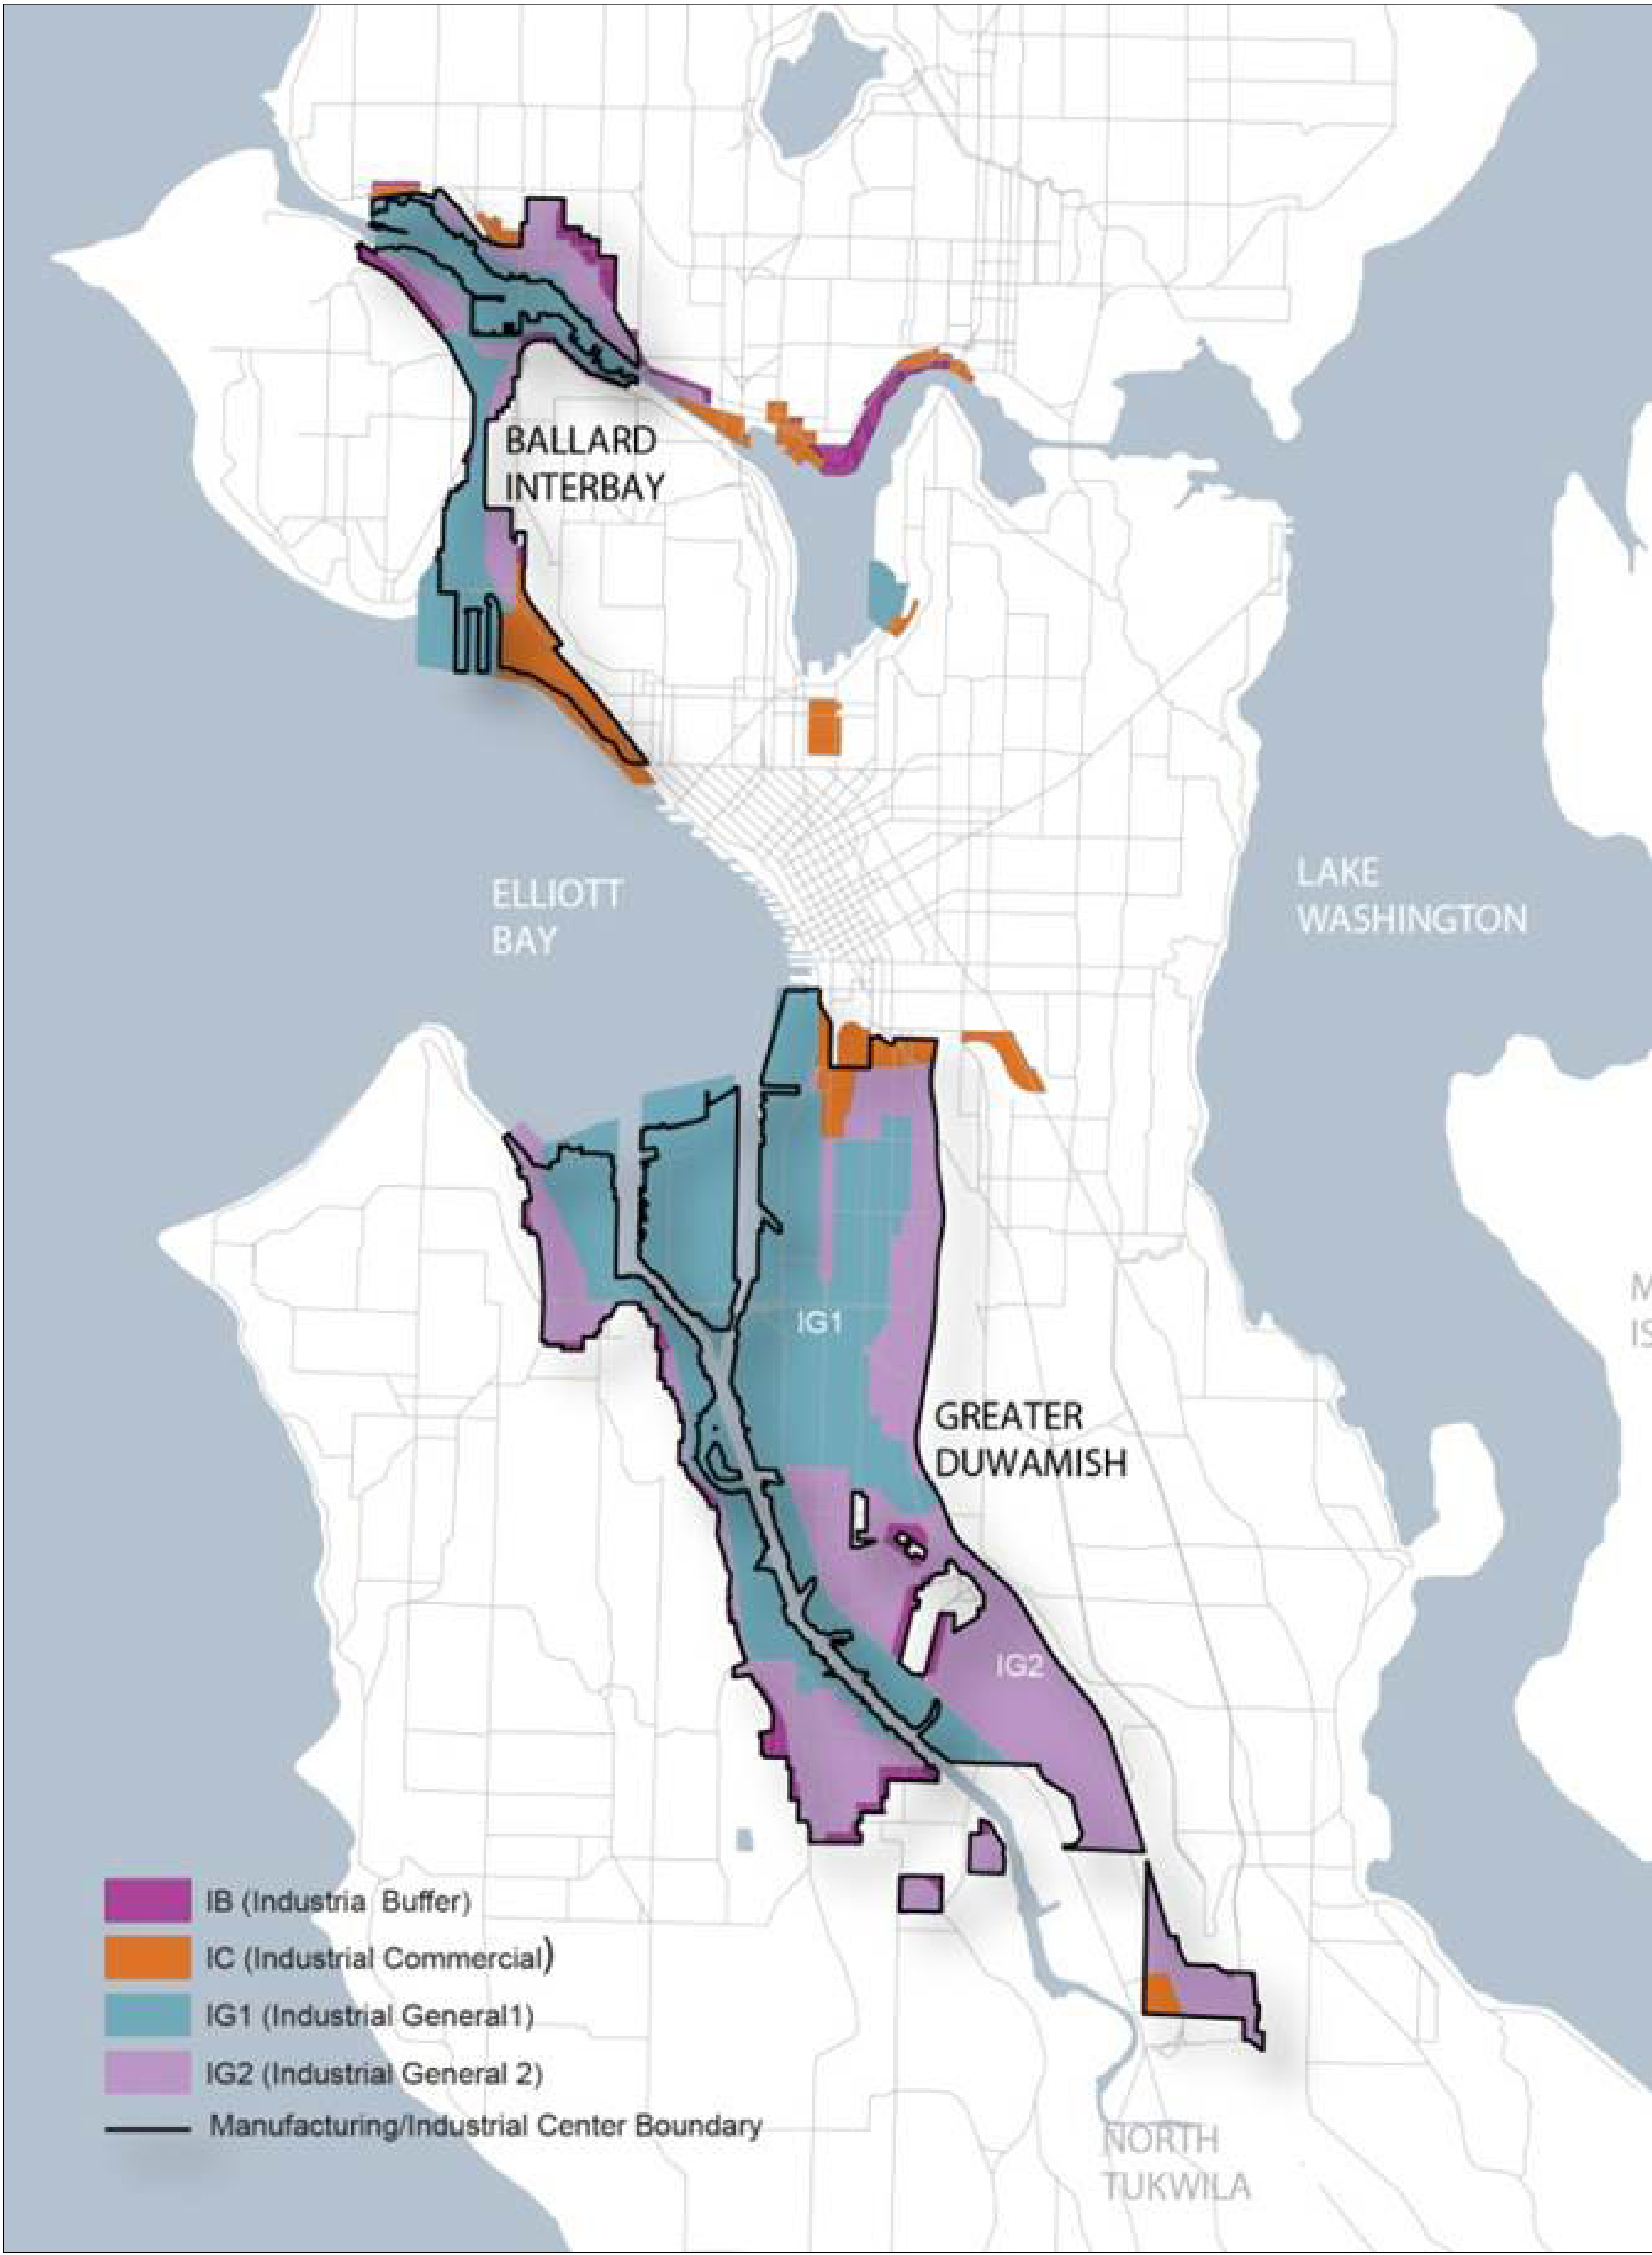 BALLARD
INTERBAY
ELLIOTT
BAY
LAKE
WASHINGTON
M
IS
IG1
GREATER
DUWAMISH
IG2
IB (Industria Buffer)
IC (Industrial Commercial)
IG1 (Industrial General1)
IG2 (Industrial General 2)
Manufacturing/Industrial Center Boundary
NORTH
TUKWILA